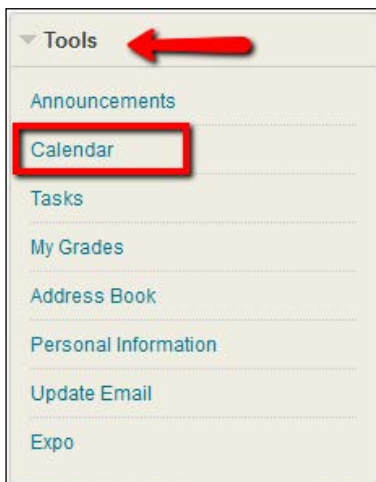 Tools
Announcements
Calendar
Tasks
My Grades
Address Book
Personal Information
Update Email
Expo